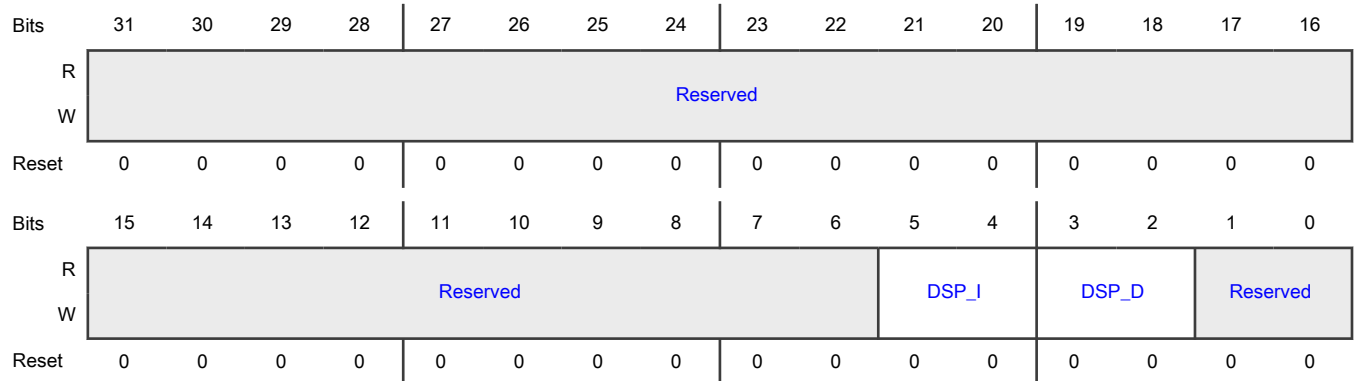 Bits 31 30 29 28 27 26 25 24 23 22 21 20 19 18 17 16
R
Reserved
W
Reset 0 0 0 0 0 0 0 0 0 0 0 0 0 0 0 0
Bits 15 14 13 12 11 10 9 8 7 6 5 4 3 2 1 0
R
Reserved DSP_I DSP_D Reserved
W
Reset 0 0 0 0 0 0 0 0 0 0 0 0 0 0 0 0